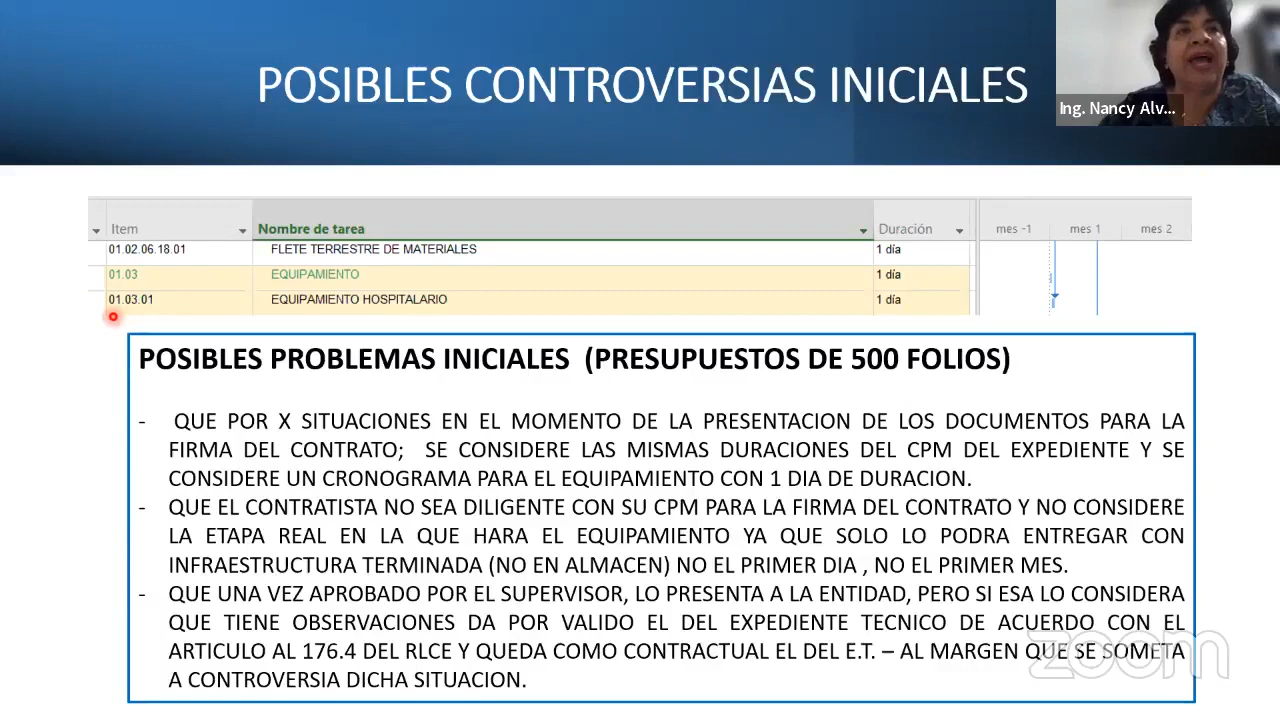 POSIBLES CONTROVERSIAS INICIALES
Ing. Nancy Alv...
Item Nombre de tarea Duración mes -1 mes 1 mes 2
01.02.06.18.01 FLETE TERRESTRE DE MATERIALES 1 día
01.03 EQUIPAMIENTO 1 día
01.03.01 EQUIPAMIENTO HOSPITALARIO 1 día
POSIBLES PROBLEMAS INICIALES (PRESUPUESTOS DE 500 FOLIOS)
- QUE POR X SITUACIONES EN EL MOMENTO DE LA PRESENTACION DE LOS DOCUMENTOS PARA LA
FIRMA DEL CONTRATO; SE CONSIDERE LAS MISMAS DURACIONES DEL CPM DEL EXPEDIENTE Y SE
CONSIDERE UN CRONOGRAMA PARA EL EQUIPAMIENTO CON 1 DIA DE DURACION.
- QUE EL CONTRATISTA NO SEA DILIGENTE CON SU CPM PARA LA FIRMA DEL CONTRATO Y NO CONSIDERE
LA ETAPA REAL EN LA QUE HARA EL EQUIPAMIENTO YA QUE SOLO LO PODRA ENTREGAR CON
INFRAESTRUCTURA TERMINADA (NO EN ALMACEN) NO EL PRIMER DIA , NO EL PRIMER MES.
- QUE UNA VEZ APROBADO POR EL SUPERVISOR, LO PRESENTA A LA ENTIDAD, PERO SI ESA LO CONSIDERA
QUE TIENE OBSERVACIONES DA POR VALIDO EL DEL EXPEDIENTE TECNICO DE ACUERDO CON EL
ARTICULO AL 176.4 DEL RLCE Y QUEDA COMO CONTRACTUAL EL DEL E.T. – AL MARGEN QUE SE SOMETA
A CONTROVERSIA DICHA SITUACION.
zoom